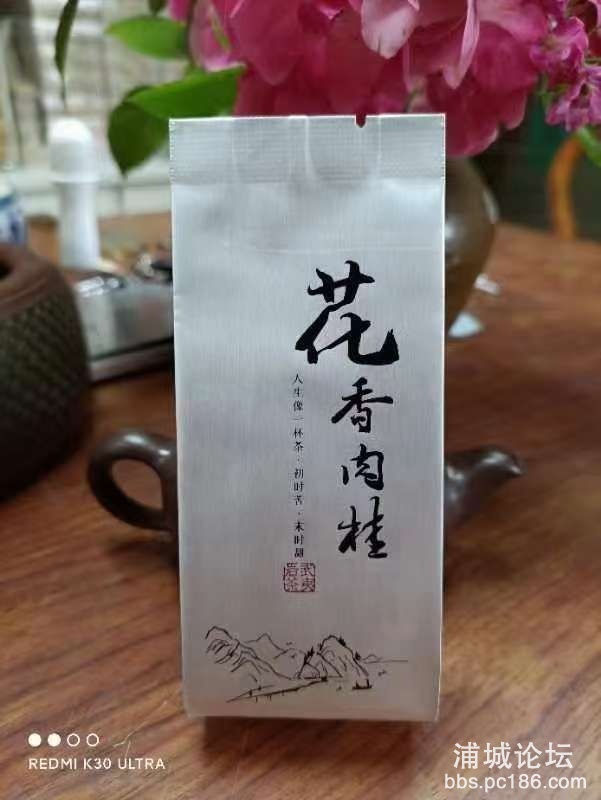 花香肉桂
人生像一杯茶·初时苦·末时甜
武夷岩茶
REDMI K30 ULTRA
浦城论坛
bbs.pc186.com